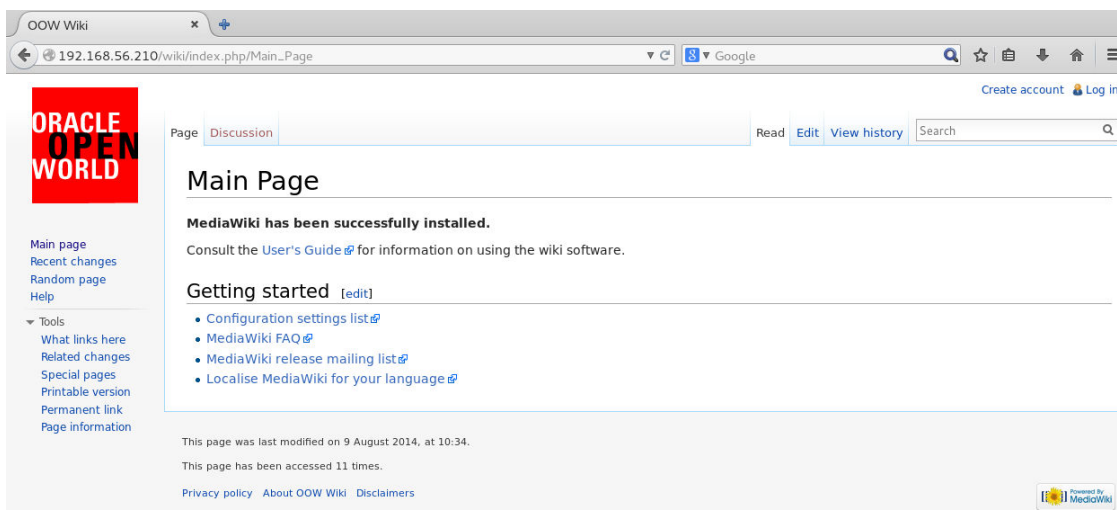 OOW Wiki
192.168.56.210/wiki/index.php/Main_Page
Google
Create account Log in
ORACLE
OPEN
WORLD
Page Discussion
Read Edit View history Search
Main Page
MediaWiki has been successfully installed.
Consult the User's Guide for information on using the wiki software.
Getting started [edit]
Configuration settings list
MediaWiki FAQ
MediaWiki release mailing list
Localise MediaWiki for your language
Main page
Recent changes
Random page
Help
Tools
What links here
Related changes
Special pages
Printable version
Permanent link
Page information
This page was last modified on 9 August 2014, at 10:34.
This page has been accessed 11 times.
Privacy policy About OOW Wiki Disclaimers
Powered By
MediaWiki